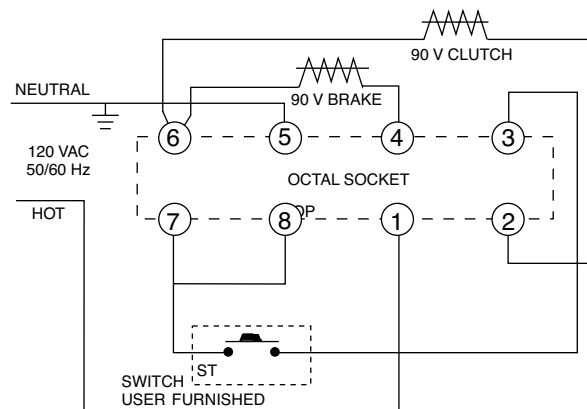 90 V CLUTCH
NEUTRAL
90 V BRAKE
6 5 4 3
120 VAC
50/60 Hz
OCTAL SOCKET
HOT
7 8 1 2
OP
ST
SWITCH
USER FURNISHED